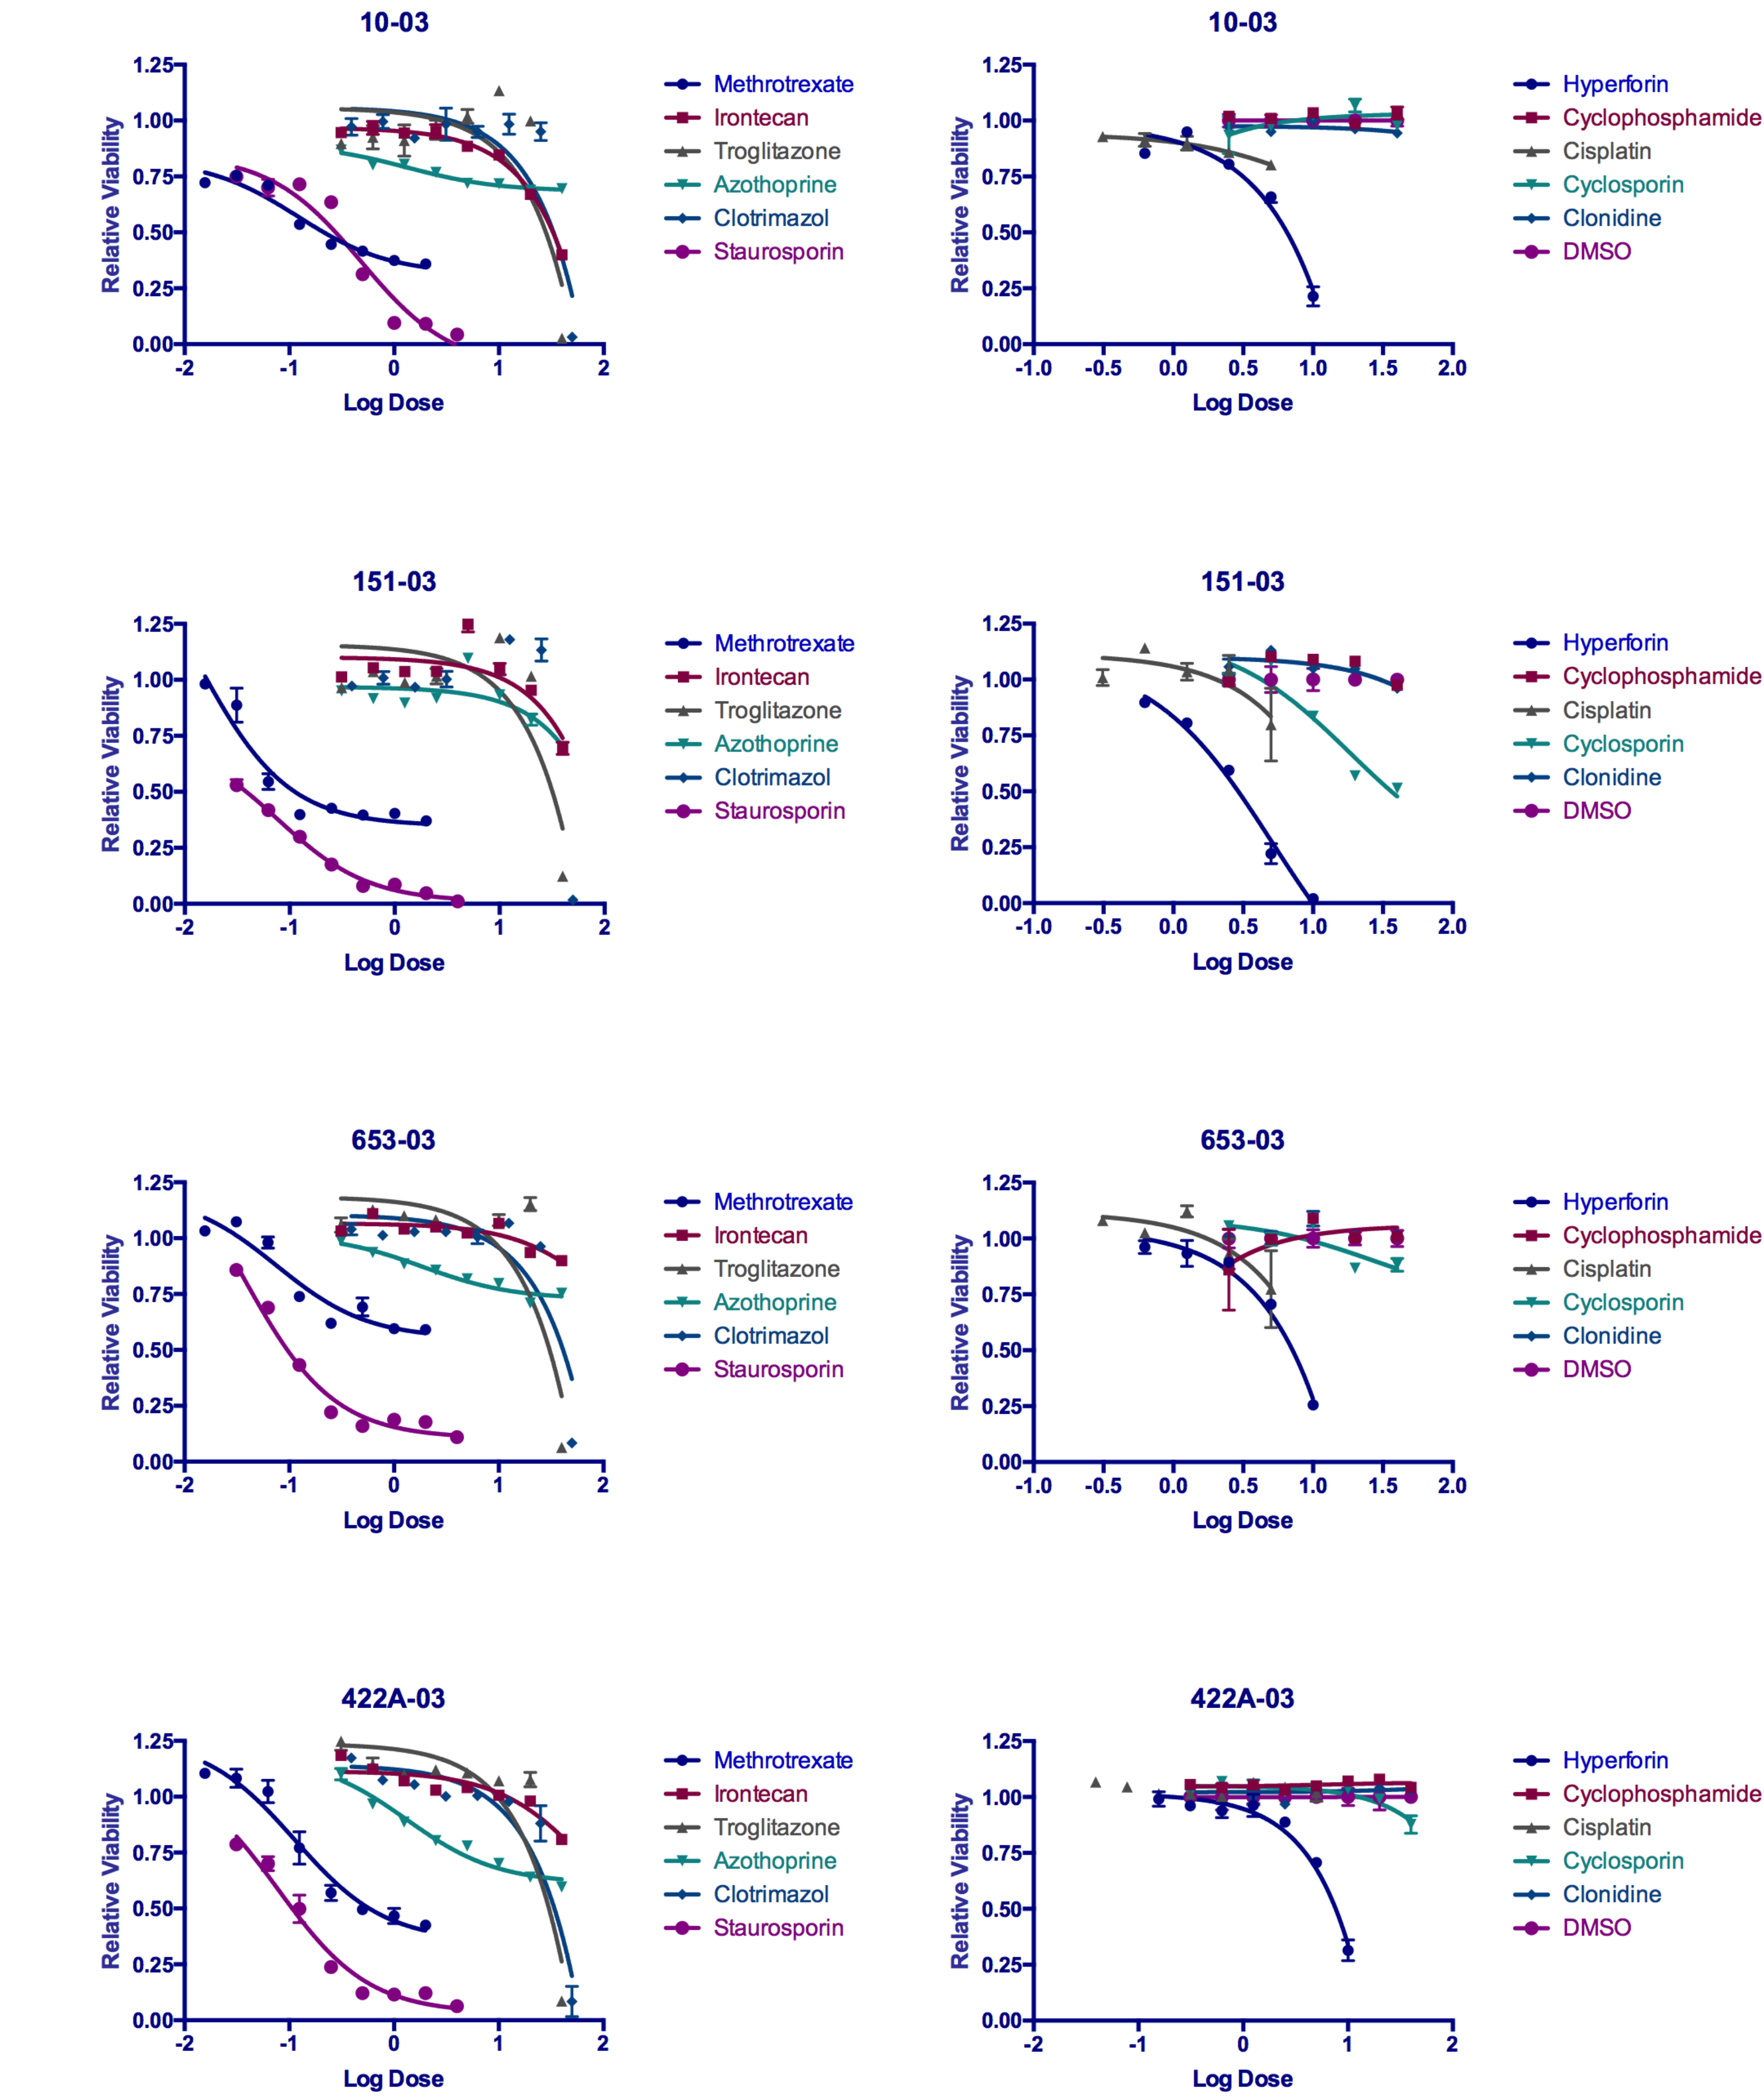 10-03
1.25
1.00
0.75
0.50
0.25
0.00
Relative Viability
-2 -1 0 1 2
Log Dose
Methrotrexate
Irontecan
Troglitazone
Azothoprine
Clotrimazol
Staurosporin
10-03
1.25
1.00
0.75
0.50
0.25
0.00
Relative Viability
-1.0 -0.5 0.0 0.5 1.0 1.5 2.0
Log Dose
Hyperforin
Cyclophosphamide
Cisplatin
Cyclosporin
Clonidine
DMSO
151-03
1.25
1.00
0.75
0.50
0.25
0.00
Relative Viability
-2 -1 0 1 2
Log Dose
Methrotrexate
Irontecan
Troglitazone
Azothoprine
Clotrimazol
Staurosporin
151-03
1.25
1.00
0.75
0.50
0.25
0.00
Relative Viability
-1.0 -0.5 0.0 0.5 1.0 1.5 2.0
Log Dose
Hyperforin
Cyclophosphamide
Cisplatin
Cyclosporin
Clonidine
DMSO
653-03
1.25
1.00
0.75
0.50
0.25
0.00
Relative Viability
-2 -1 0 1 2
Log Dose
Methrotrexate
Irontecan
Troglitazone
Azothoprine
Clotrimazol
Staurosporin
653-03
1.25
1.00
0.75
0.50
0.25
0.00
Relative Viability
-1.0 -0.5 0.0 0.5 1.0 1.5 2.0
Log Dose
Hyperforin
Cyclophosphamide
Cisplatin
Cyclosporin
Clonidine
DMSO
422A-03
1.25
1.00
0.75
0.50
0.25
0.00
Relative Viability
-2 -1 0 1 2
Log Dose
Methrotrexate
Irontecan
Troglitazone
Azothoprine
Clotrimazol
Staurosporin
422A-03
1.25
1.00
0.75
0.50
0.25
0.00
Relative Viability
-2 -1 0 1 2
Log Dose
Hyperforin
Cyclophosphamide
Cisplatin
Cyclosporin
Clonidine
DMSO